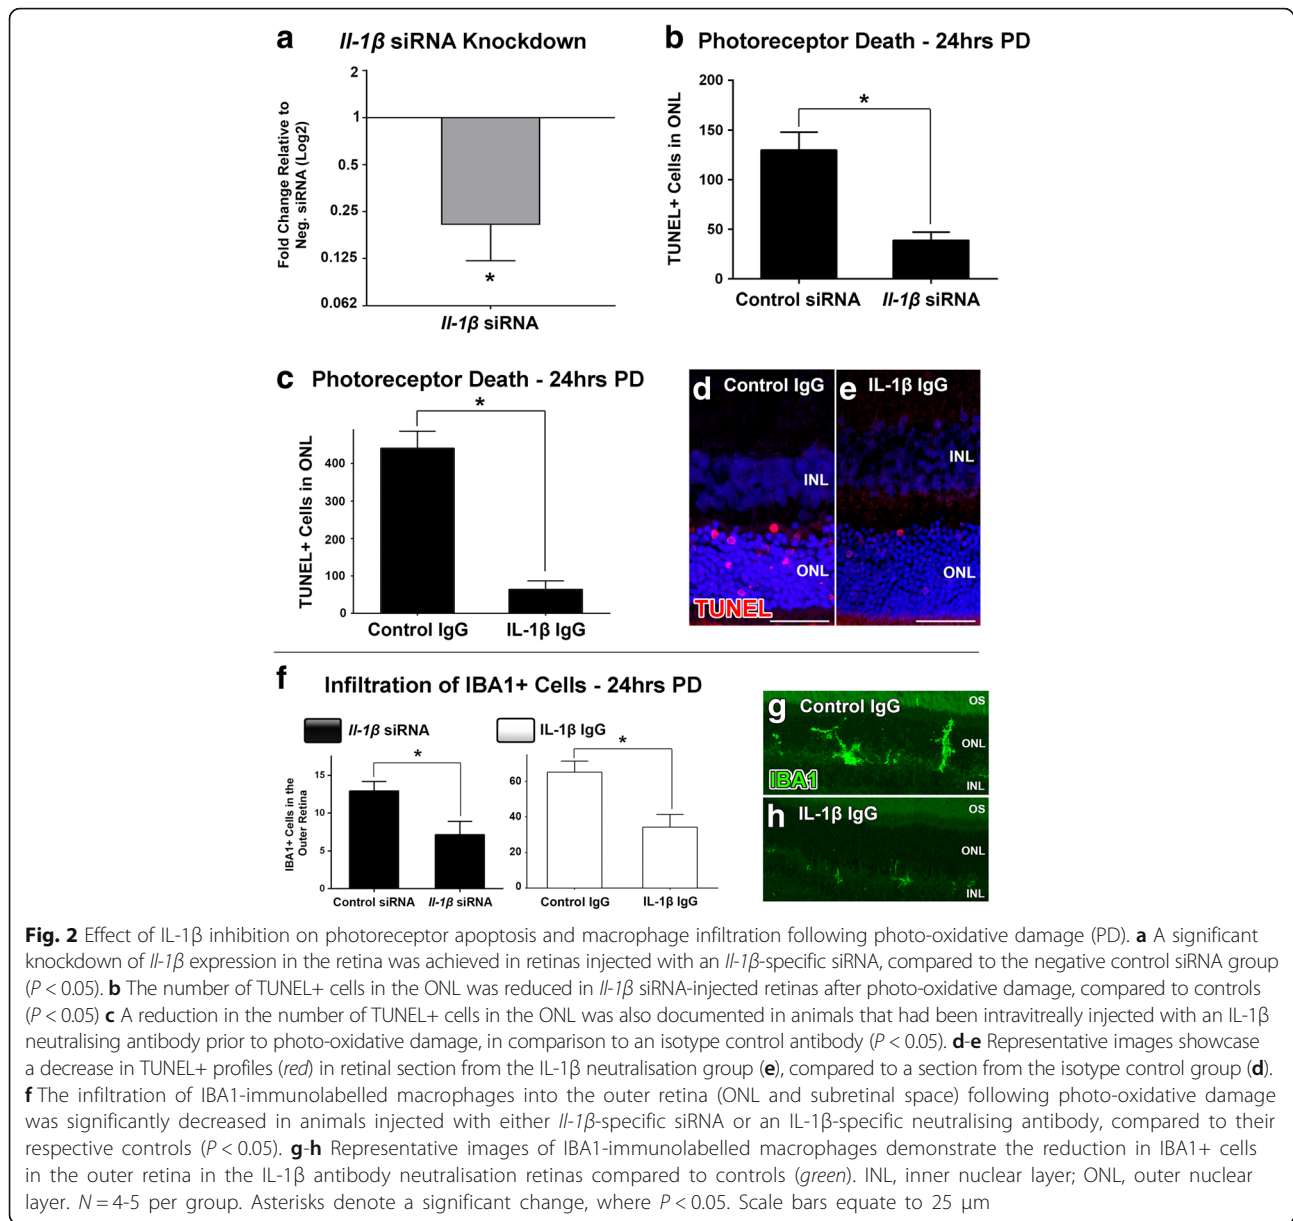 a Il-1β siRNA Knockdown
Fold Change Relative to
Neg. siRNA (Log2)
2
1
0.5
0.25
0.125
0.062
*
Il-1β siRNA
b Photoreceptor Death - 24hrs PD
TUNEL+ Cells in ONL
200
150
100
50
0
*
Control siRNA Il-1β siRNA
c Photoreceptor Death - 24hrs PD
TUNEL+ Cells in ONL
400
300
200
100
0
*
Control IgG IL-1β IgG
d Control IgG
INL
ONL
TUNEL
e IL-1β IgG
INL
ONL
f Infiltration of IBA1+ Cells - 24hrs PD
Il-1β siRNA
IL-1β IgG
IBA1+ Cells in the
Outer Retina
15
10
5
0
*
Control siRNA Il-1β siRNA
60
40
20
0
*
Control IgG IL-1β IgG
g Control IgG
OS
ONL
INL
IBA1
h IL-1β IgG
OS
ONL
INL
Fig. 2 Effect of IL-1β inhibition on photoreceptor apoptosis and macrophage infiltration following photo-oxidative damage (PD). a A significant
knockdown of Il-1β expression in the retina was achieved in retinas injected with an Il-1β-specific siRNA, compared to the negative control siRNA group
(P < 0.05). b The number of TUNEL+ cells in the ONL was reduced in Il-1β siRNA-injected retinas after photo-oxidative damage, compared to controls
(P < 0.05) c A reduction in the number of TUNEL+ cells in the ONL was also documented in animals that had been intravitreally injected with an IL-1β
neutralising antibody prior to photo-oxidative damage, in comparison to an isotype control antibody (P < 0.05). d-e Representative images showcase
a decrease in TUNEL+ profiles (red) in retinal section from the IL-1β neutralisation group (e), compared to a section from the isotype control group (d).
f The infiltration of IBA1-immunolabelled macrophages into the outer retina (ONL and subretinal space) following photo-oxidative damage
was significantly decreased in animals injected with either Il-1β-specific siRNA or an IL-1β-specific neutralising antibody, compared to their
respective controls (P < 0.05). g-h Representative images of IBA1-immunolabelled macrophages demonstrate the reduction in IBA1+ cells
in the outer retina in the IL-1β antibody neutralisation retinas compared to controls (green). INL, inner nuclear layer; ONL, outer nuclear
layer. N = 4-5 per group. Asterisks denote a significant change, where P < 0.05. Scale bars equate to 25 μm